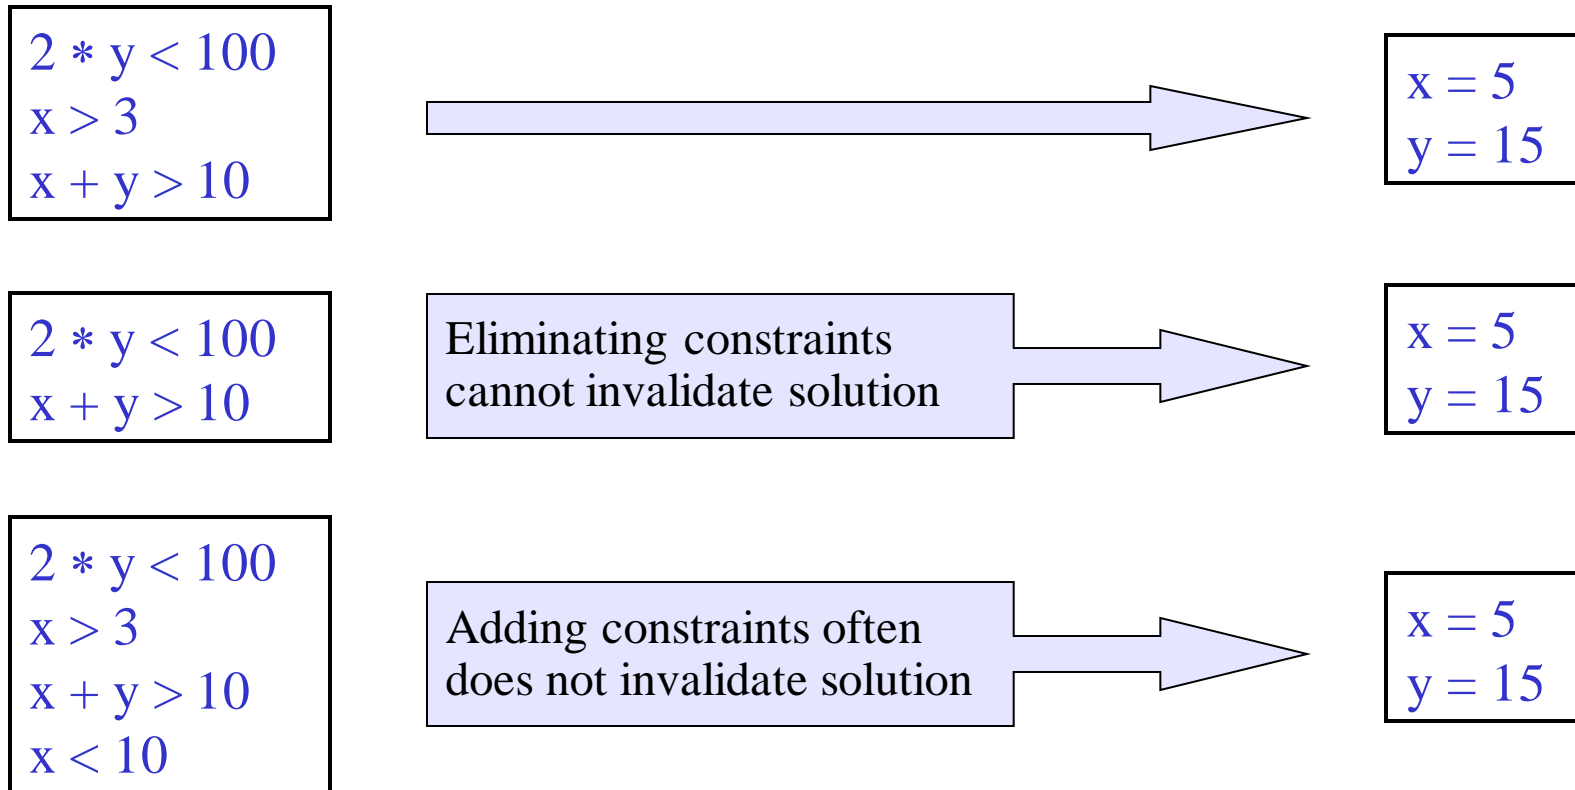 2 * y < 100
x > 3
x + y > 10
x = 5
y = 15
2 * y < 100
x + y > 10
Eliminating constraints
cannot invalidate solution
x = 5
y = 15
2 * y < 100
x > 3
x + y > 10
x < 10
Adding constraints often
does not invalidate solution
x = 5
y = 15